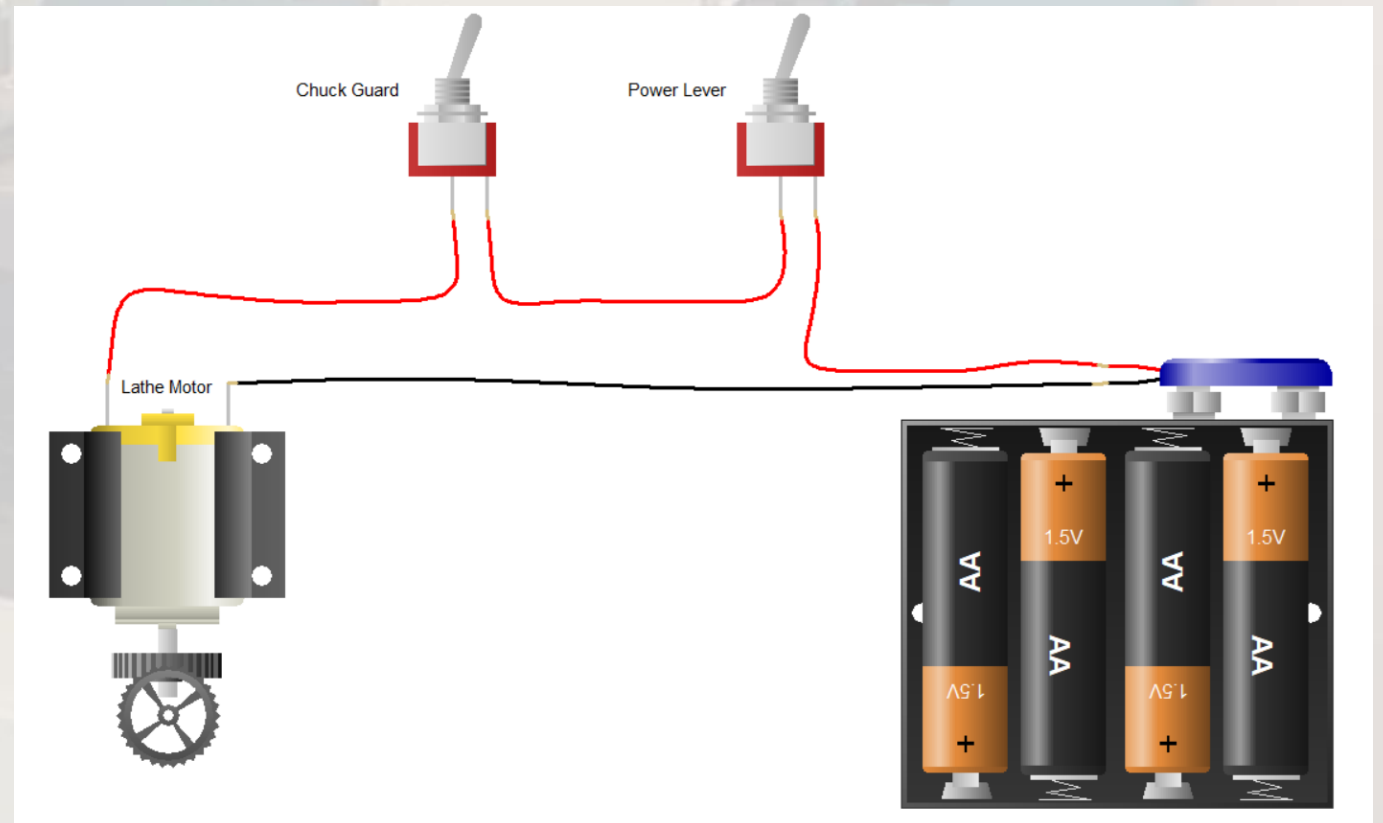 Chuck Guard
Power Lever
Lathe Motor
AA
1.5V
+
+
1.5V
AA
AA
1.5V
+
+
1.5V
AA